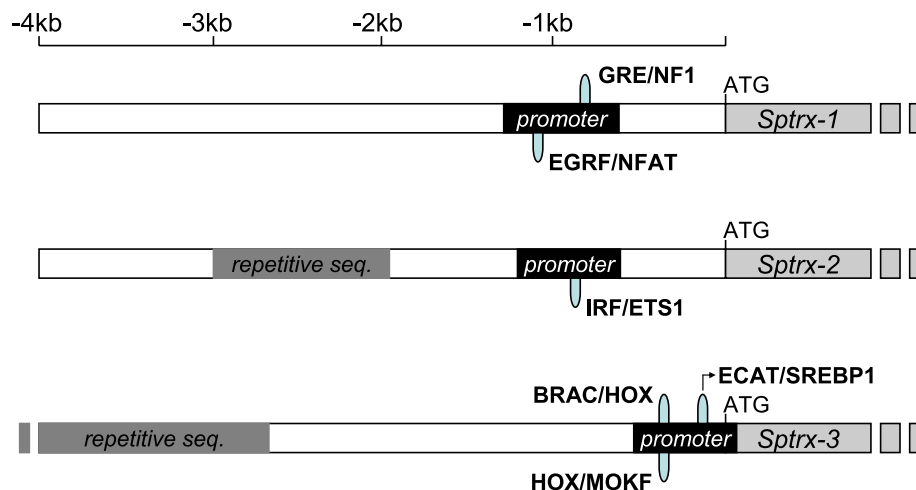 -4kb -3kb -2kb -1kb
GRE/NF1
ATG
promoter Sptrx-1
EGRF/NFAT
ATG
repetitive seq. promoter Sptrx-2
IRF/ETS1
ECAT/SREBP1
BRAC/HOX ATG
repetitive seq. promoter Sptrx-3
HOX/MOKF